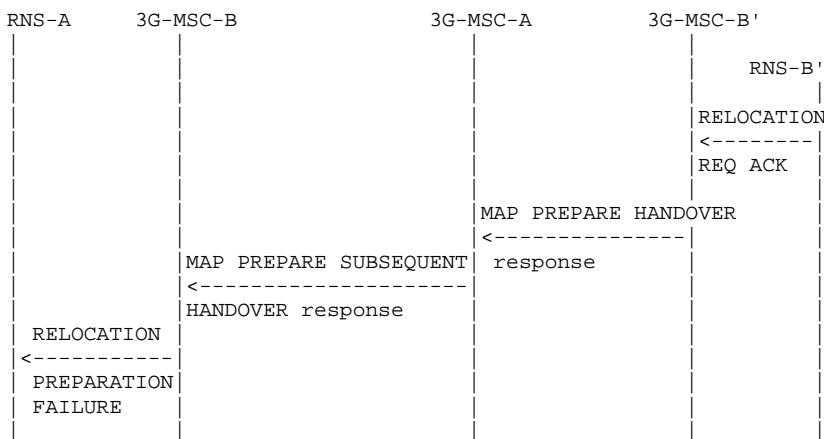 RNS-A 3G-MSC-B 3G-MSC-A 3G-MSC-B'
RNS-B'
RELOCATION
REQ ACK
MAP PREPARE HANDOVER
MAP PREPARE SUBSEQUENT response
HANDOVER response
RELOCATION
PREPARATION
FAILURE